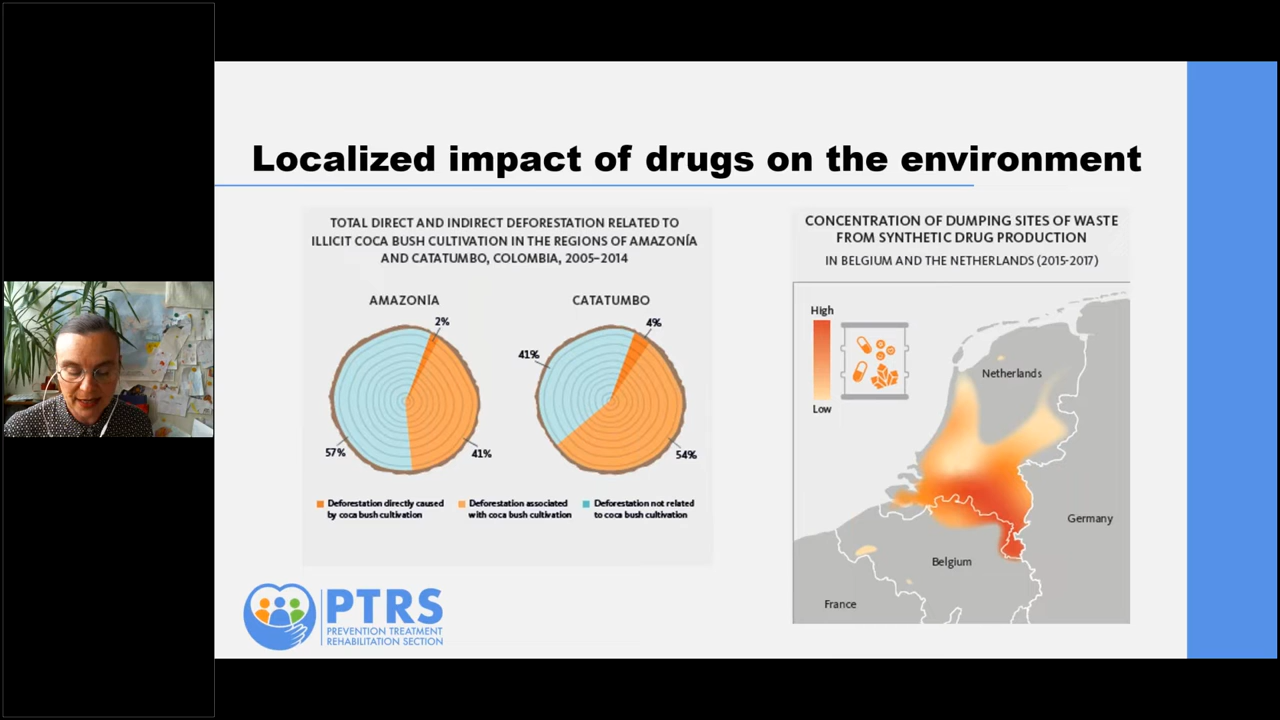 Localized impact of drugs on the environment
TOTAL DIRECT AND INDIRECT DEFORESTATION RELATED TO
ILLICIT COCA BUSH CULTIVATION IN THE REGIONS OF AMAZONÍA
AND CATATUMBO, COLOMBIA, 2005–2014
AMAZONÍA
2%
57%
41%
CATATUMBO
4%
41%
54%
Deforestation directly caused
by coca bush cultivation
Deforestation associated
with coca bush cultivation
Deforestation not related
to coca bush cultivation
CONCENTRATION OF DUMPING SITES OF WASTE
FROM SYNTHETIC DRUG PRODUCTION
IN BELGIUM AND THE NETHERLANDS (2015-2017)
High
Low
Netherlands
Germany
Belgium
France
PTRS
PREVENTION TREATMENT
REHABILITATION SECTION